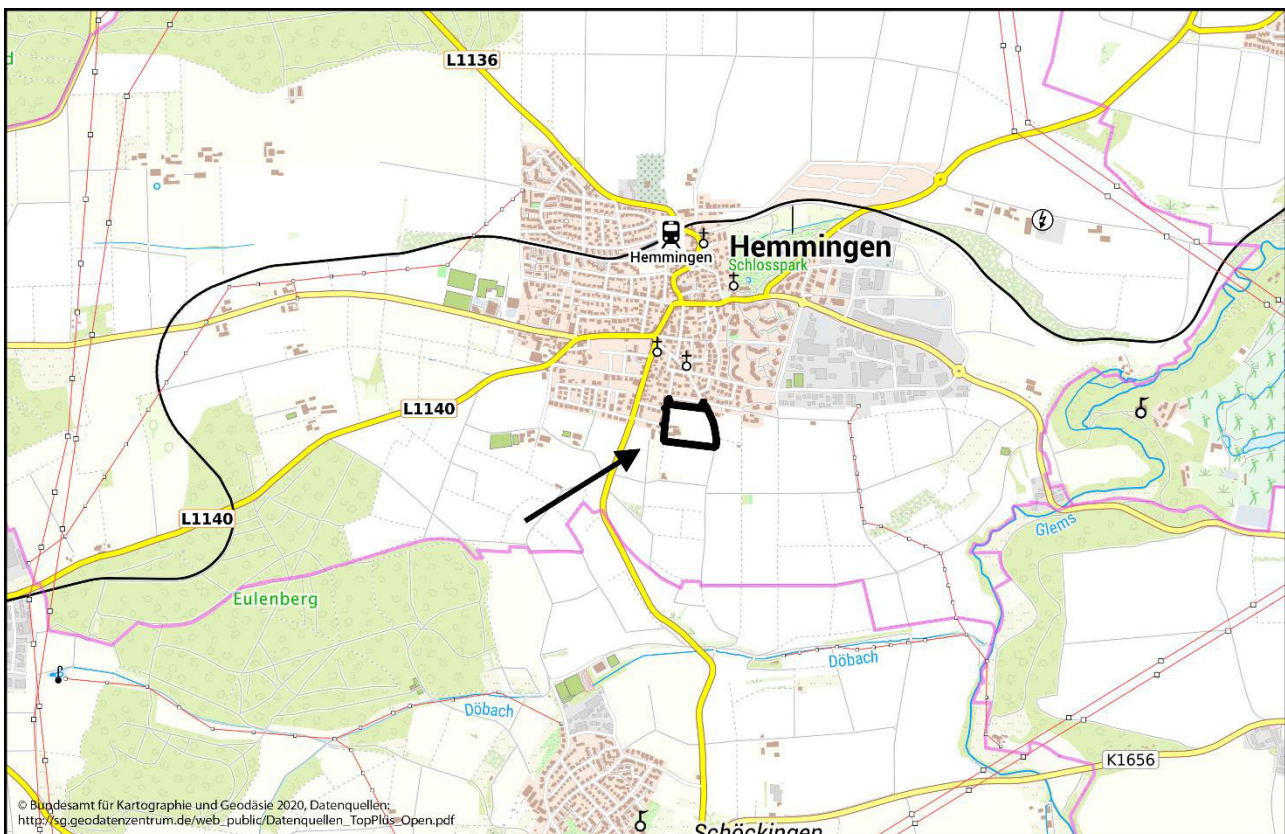 L1136
Hemmingen
Hemmingen
Schlosspark
L1140
L1140
Glems
Eulenberg
Döbach
Döbach
K1656
© Bundesamt für Kartographie und Geodäsie 2020, Datenquellen:
http://sg.geodatenzentrum.de/web_public/Datenquellen_TopPlus_Open.pdf
Schöckingen